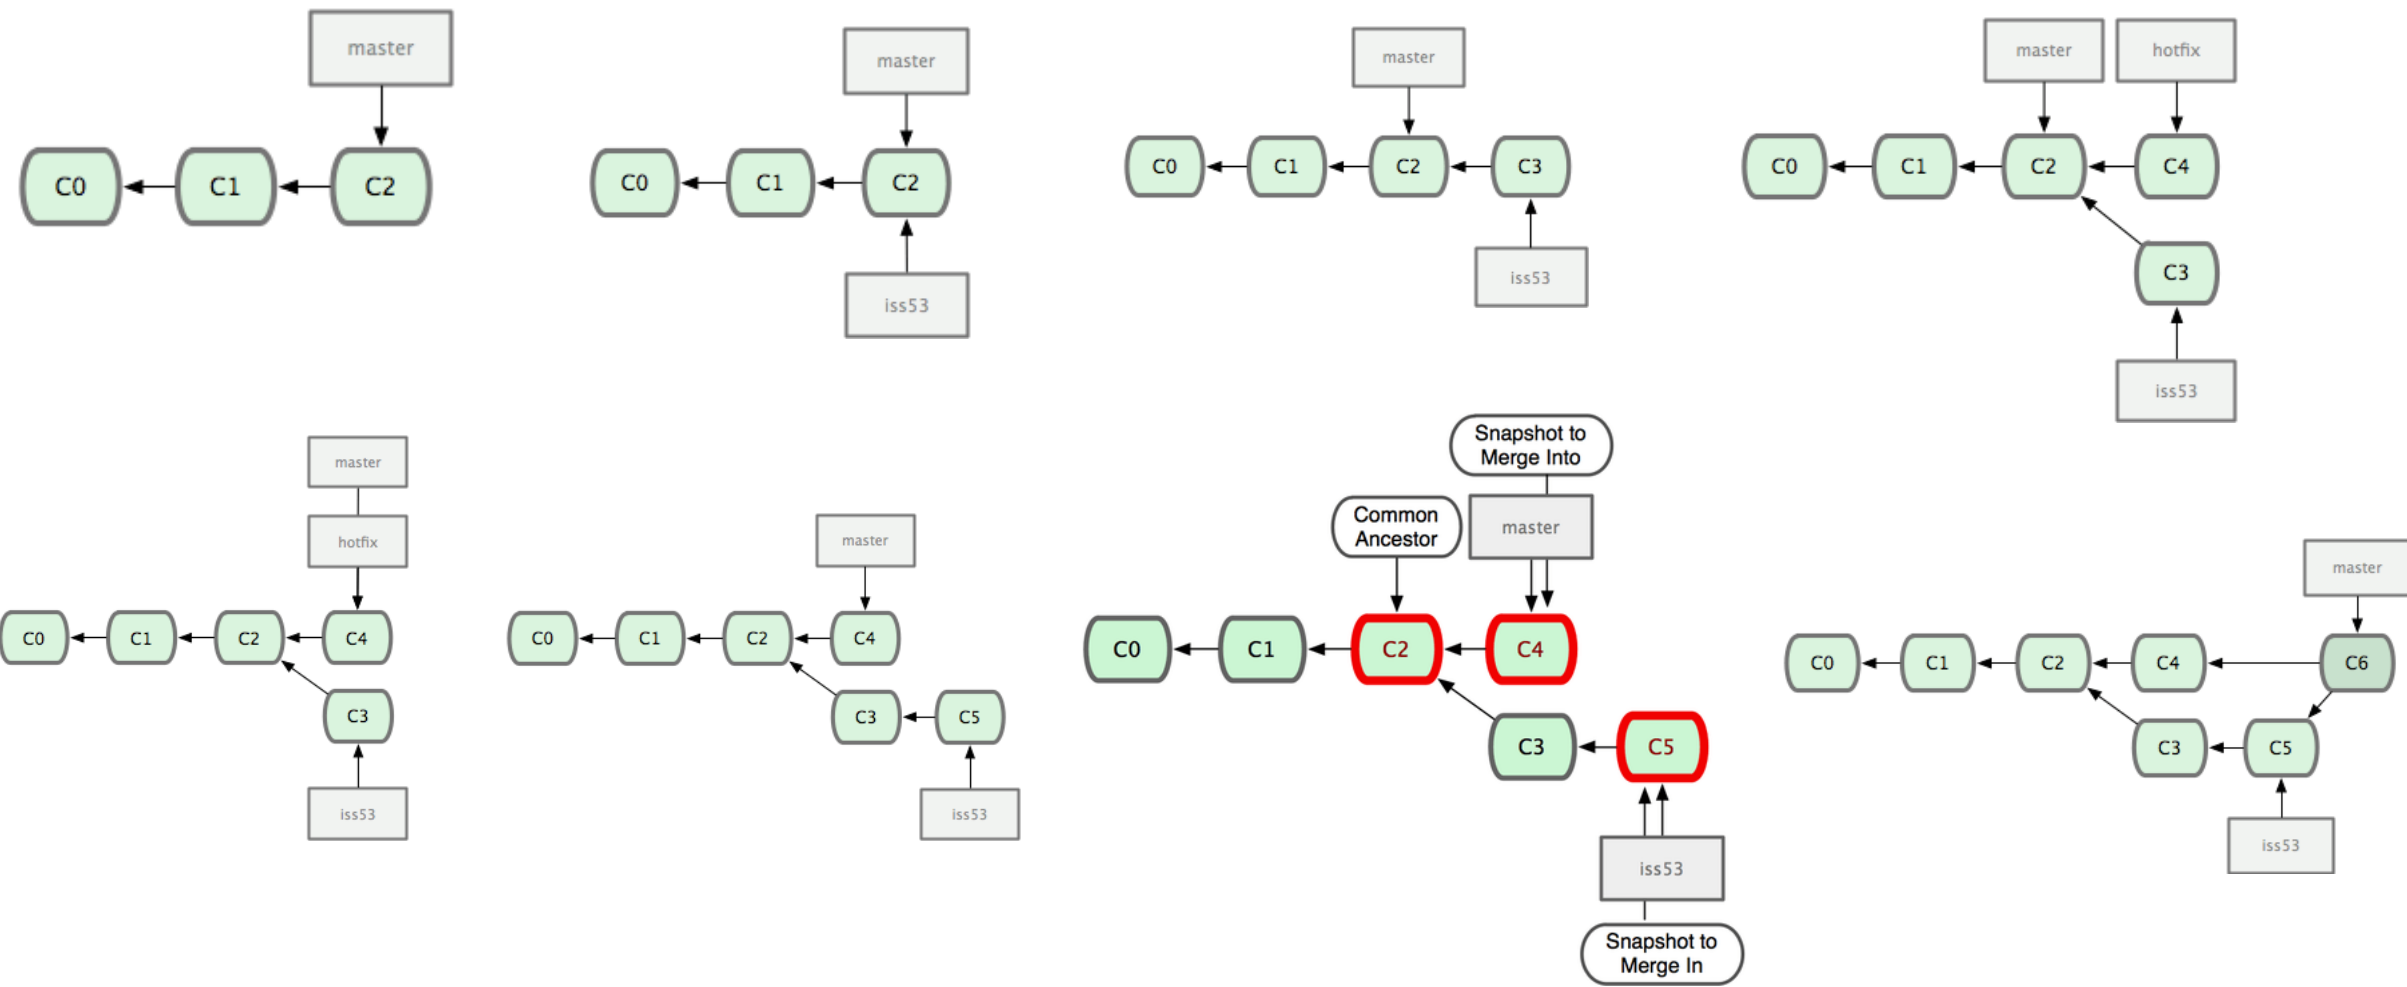 master
C0
C1
C2
master
C0
C1
C2
iss53
master
C0
C1
C2
C3
iss53
master
hotfix
C0
C1
C2
C4
C3
iss53
master
hotfix
C0
C1
C2
C4
C3
iss53
master
C0
C1
C2
C4
C3
C5
iss53
Snapshot to
Merge Into
Common
Ancestor
master
C0
C1
C2
C4
C3
C5
iss53
Snapshot to
Merge In
master
C0
C1
C2
C4
C6
C3
C5
iss53